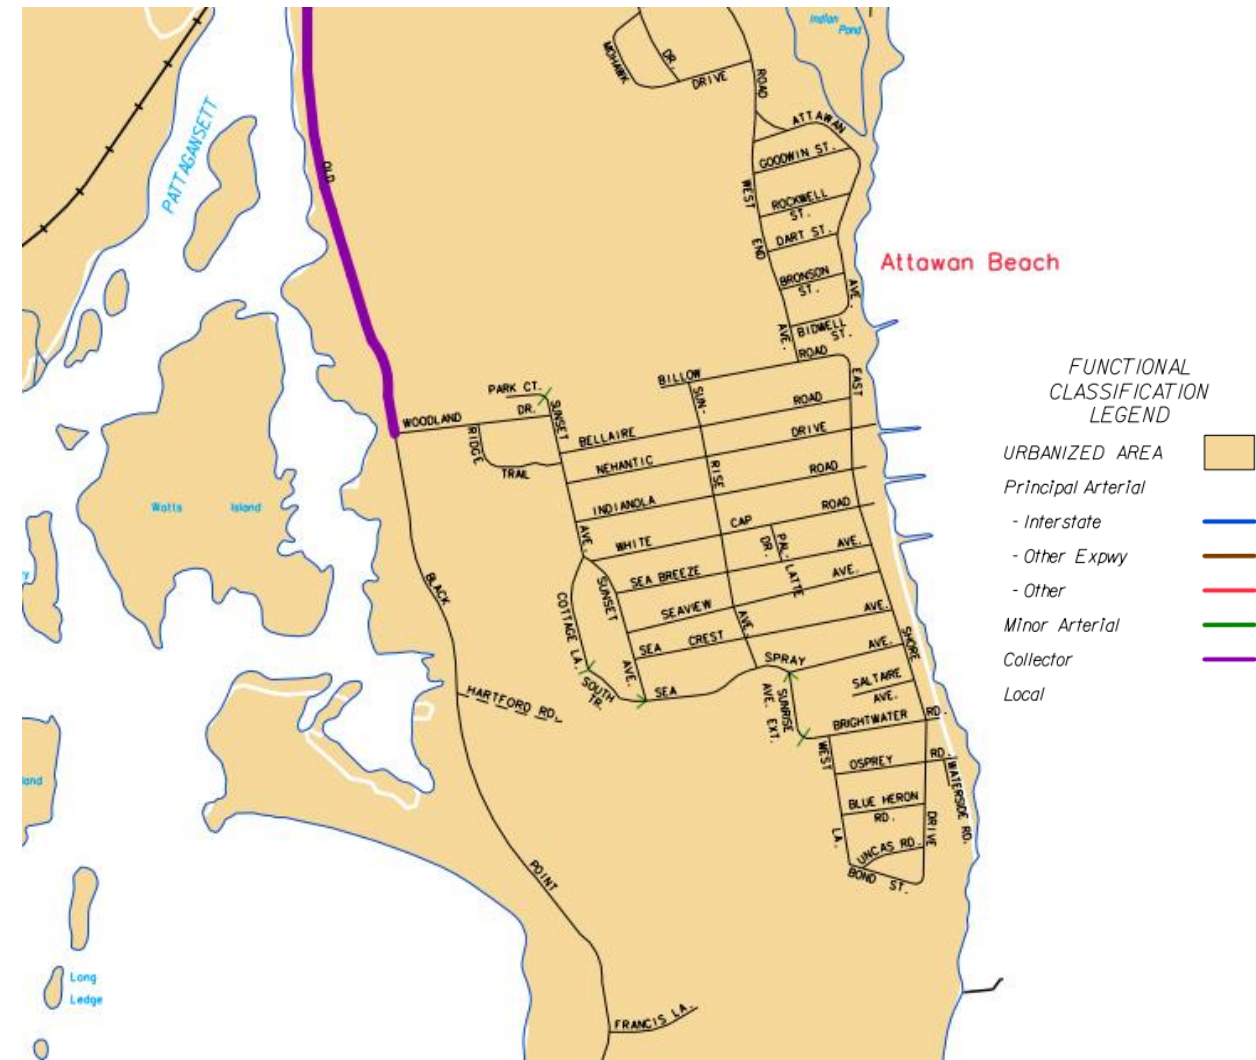 Indian
Pond
MOHAWK
DR.
DRIVE
ROAD
PATTAGANSETT
OLD
ATTAWAN
GOODWIN ST.
WEST
ROCKWELL
ST.
END
DART ST.
BRONSON
ST.
AVE.
AVE.
BIDWELL
ST.
Attawan Beach
ROAD
BILLOW
EAST
PARK CT.
SUN-
ROAD
WOODLAND
DR.
SUNSET
BELLAIRE
DRIVE
RIDGE
TRAIL
NEHANTIC
RISE
ROAD
INDIANOLA
CAP
ROAD
AVE.
WHITE
PAL-
DR.
LATTE
AVE.
SEA BREEZE
AVE.
SUNSET
SEAVIEW
AVE.
AVE.
COTTAGE LA.
SEA CREST
SHORE
AVE.
SPRAY
AVE.
SOUTH
TR.
SEA
SALTAIRE
AVE.
SUNRISE
AVE. EXT.
BRIGHTWATER
RD.
WEST
OSPREY
RD.
WATERSIDE RD.
BLUE HERON
RD.
LA.
DRIVE
UNCAS RD.
BOND ST.
Watts Island
BLACK
HARTFORD RD.
POINT
FRANCIS LA.
and
Long
Ledge
FUNCTIONAL
CLASSIFICATION
LEGEND
URBANIZED AREA
Principal Arterial
- Interstate
- Other Expwy
- Other
Minor Arterial
Collector
Local